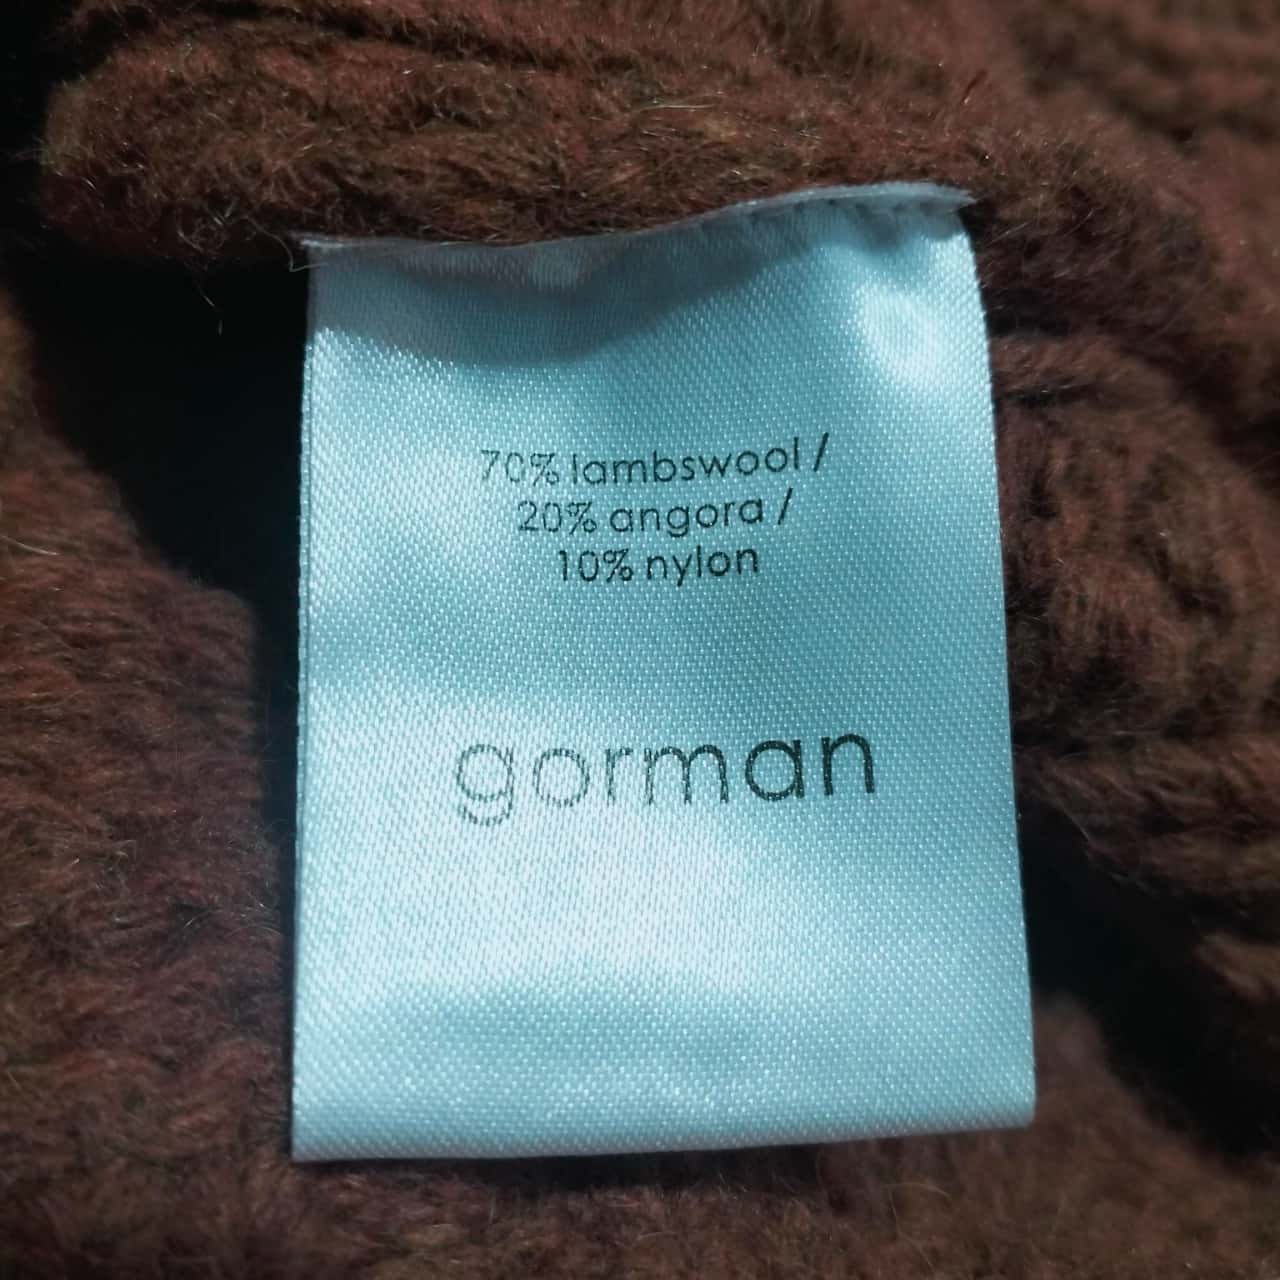 70% lambswool /
20% angora /
10% nylon
gorman